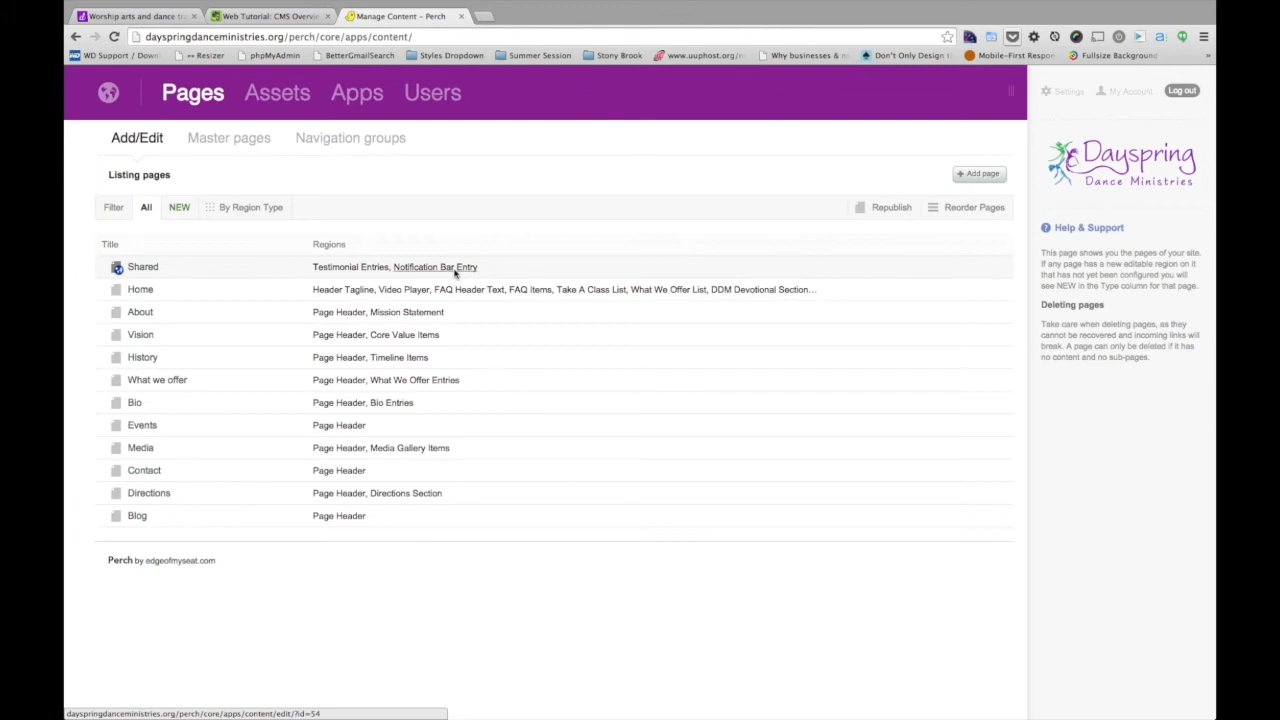 Worship arts and dance tra
Web Tutorial: CMS Overvie
Manage Content - Perch
dayspringdanceministries.org/perch/core/apps/content/
WD Support / Down
↔ Resizer
phpMyAdmin
BetterGmailSearch
Styles Dropdown
Summer Session
Stony Brook
www.uuphost.org/
Why businesses &
Don't Only Design
Mobile-First Respon
Fullsize Background
»
Pages Assets Apps Users
Settings My Account Log out
Add/Edit Master pages Navigation groups
Dayspring
Dance Ministries
Listing pages
+ Add page
Filter All NEW By Region Type
Republish Reorder Pages
Title Regions
Shared Testimonial Entries, Notification Bar Entry
Home Header Tagline, Video Player, FAQ Header Text, FAQ Items, Take A Class List, What We Offer List, DDM Devotional Section…
About Page Header, Mission Statement
Vision Page Header, Core Value Items
History Page Header, Timeline Items
What we offer Page Header, What We Offer Entries
Bio Page Header, Bio Entries
Events Page Header
Media Page Header, Media Gallery Items
Contact Page Header
Directions Page Header, Directions Section
Blog Page Header
Perch by edgeofmyseat.com
Help & Support
This page shows you the pages of your site.
If any page has a new editable region on it
that has not yet been configured you will
see NEW in the Type column for that page.
Deleting pages
Take care when deleting pages, as they
cannot be recovered and incoming links will
break. A page can only be deleted if it has
no content and no sub-pages.
dayspringdanceministries.org/perch/core/apps/content/edit/?id=54